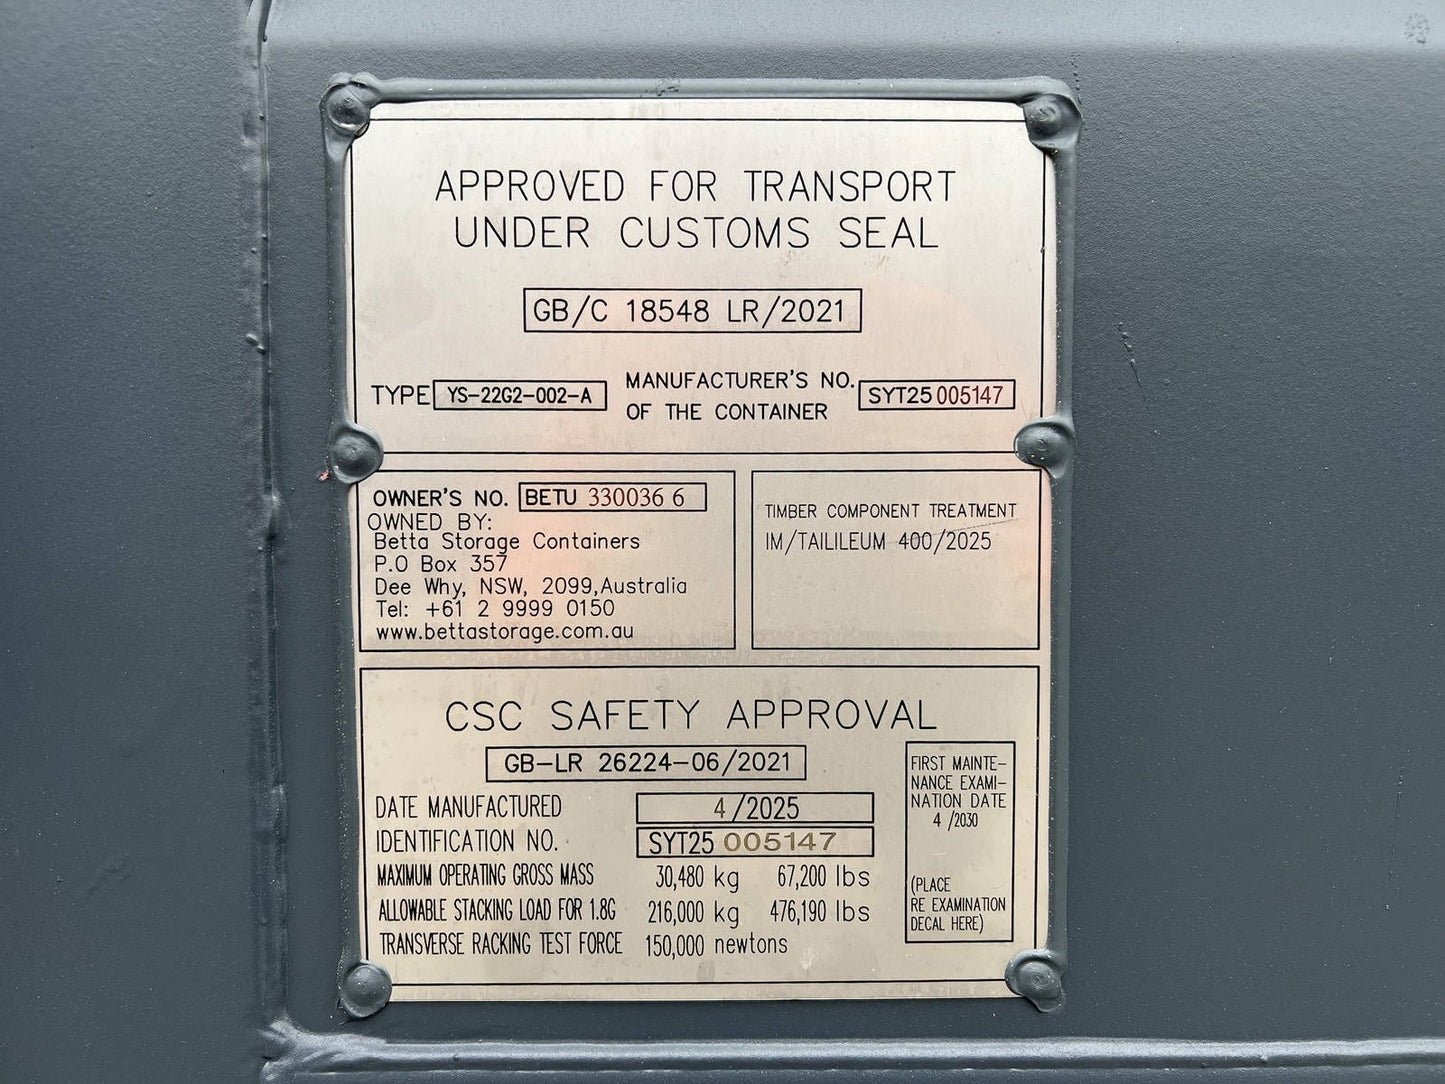 APPROVED FOR TRANSPORT
UNDER CUSTOMS SEAL
GB/C 18548 LR/2021
TYPE YS-22G2-002-A MANUFACTURER'S NO. OF THE CONTAINER SYT25 005147
OWNER'S NO. BETU 330036 6
OWNED BY:
Betta Storage Containers
P.O Box 357
Dee Why, NSW, 2099,Australia
Tel: +61 2 9999 0150
www.bettastorage.com.au
TIMBER COMPONENT TREATMENT
IM/TAILILEUM 400/2025
CSC SAFETY APPROVAL
GB-LR 26224-06/2021
DATE MANUFACTURED 4/2025
IDENTIFICATION NO. SYT25 005147
MAXIMUM OPERATING GROSS MASS 30,480 kg 67,200 lbs
ALLOWABLE STACKING LOAD FOR 1.8G 216,000 kg 476,190 lbs
TRANSVERSE RACKING TEST FORCE 150,000 newtons
FIRST MAINTE-
NANCE EXAMI-
NATION DATE
4 /2030
(PLACE
RE EXAMINATION
DECAL HERE)